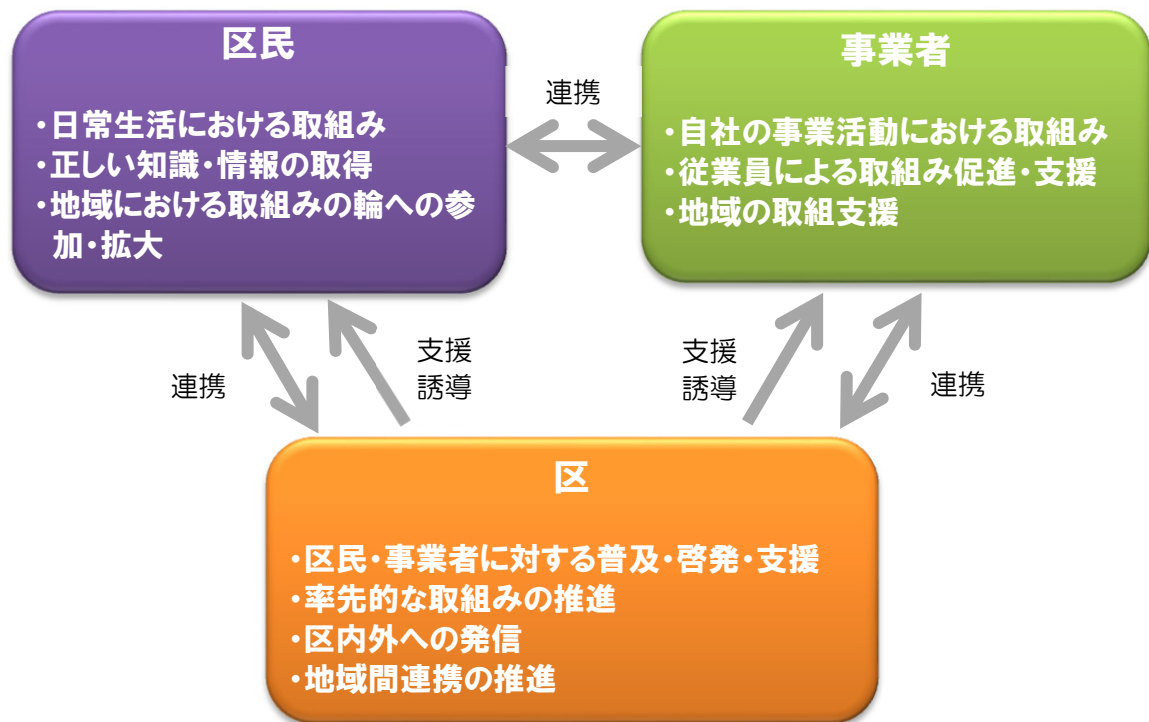 区民
・日常生活における取組み
・正しい知識・情報の取得
・地域における取組みの輪への参
加・拡大
連携
事業者
・自社の事業活動における取組み
・従業員による取組み促進・支援
・地域の取組支援
連携
支援
誘導
支援
誘導
連携
区
・区民・事業者に対する普及・啓発・支援
・率先的な取組みの推進
・区内外への発信
・地域間連携の推進